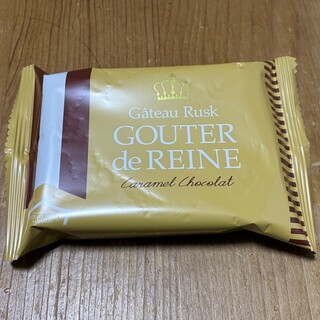 Gâteau Rusk
GOUTER
de REINE
Caramel Chocolat